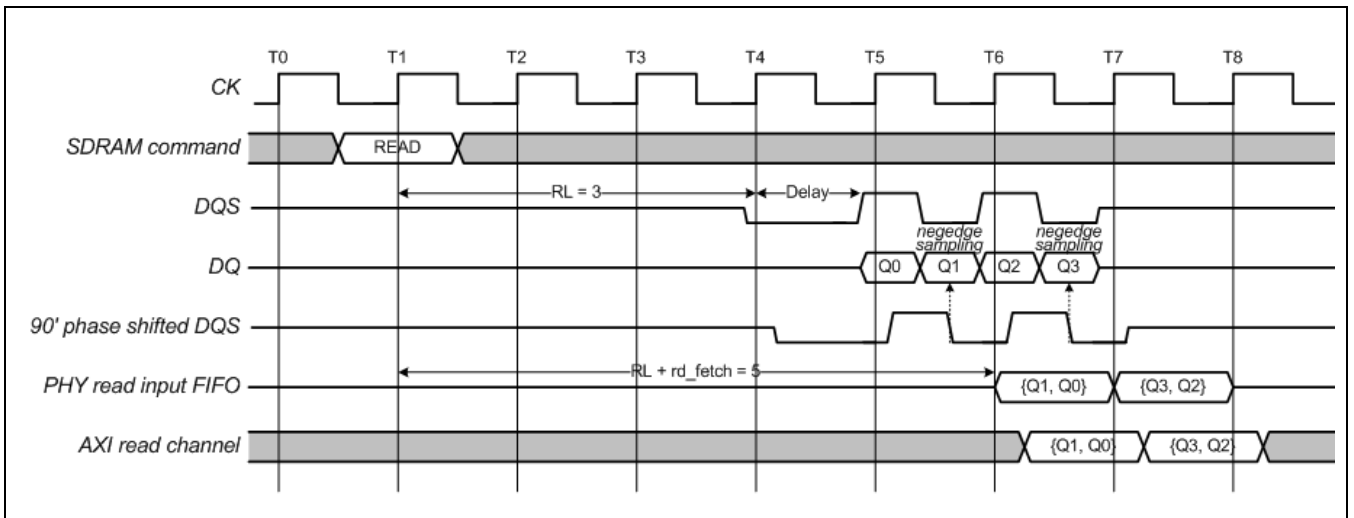 T0 T1 T2 T3 T4 T5 T6 T7 T8
CK
SDRAM command READ
RL = 3 Delay
DQS
negedge sampling negedge sampling
DQ Q0 Q1 Q2 Q3
90' phase shifted DQS
RL + rd_fetch = 5
PHY read input FIFO {Q1, Q0} {Q3, Q2}
AXI read channel {Q1, Q0} {Q3, Q2}